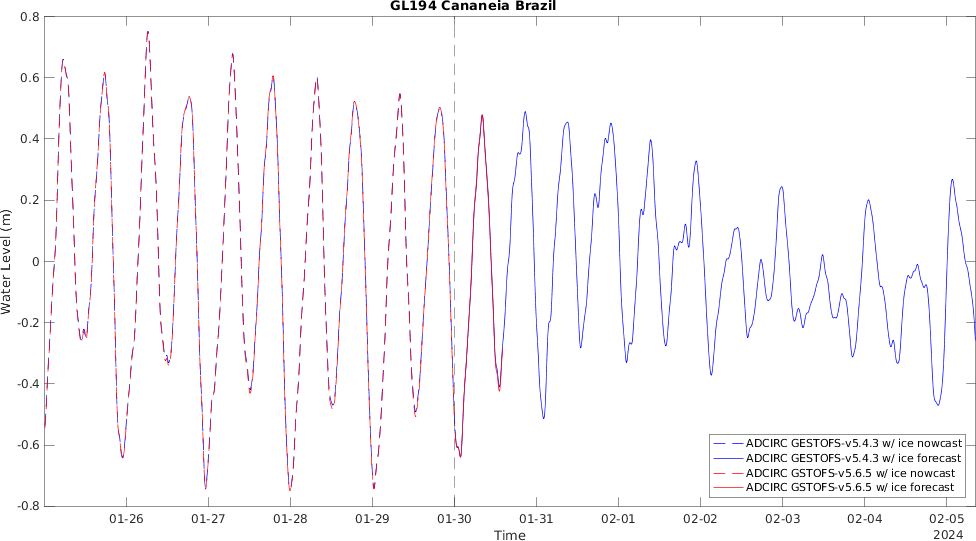 GL194 Cananeia Brazil
0.8
0.6
0.4
0.2
0
-0.2
-0.4
-0.6
-0.8
Water Level (m)
ADCIRC GESTOFS-v5.4.3 w/ ice nowcast
ADCIRC GESTOFS-v5.4.3 w/ ice forecast
ADCIRC GSTOFS-v5.6.5 w/ ice nowcast
ADCIRC GSTOFS-v5.6.5 w/ ice forecast
01-26 01-27 01-28 01-29 01-30 01-31 02-01 02-02 02-03 02-04 02-05
2024
Time